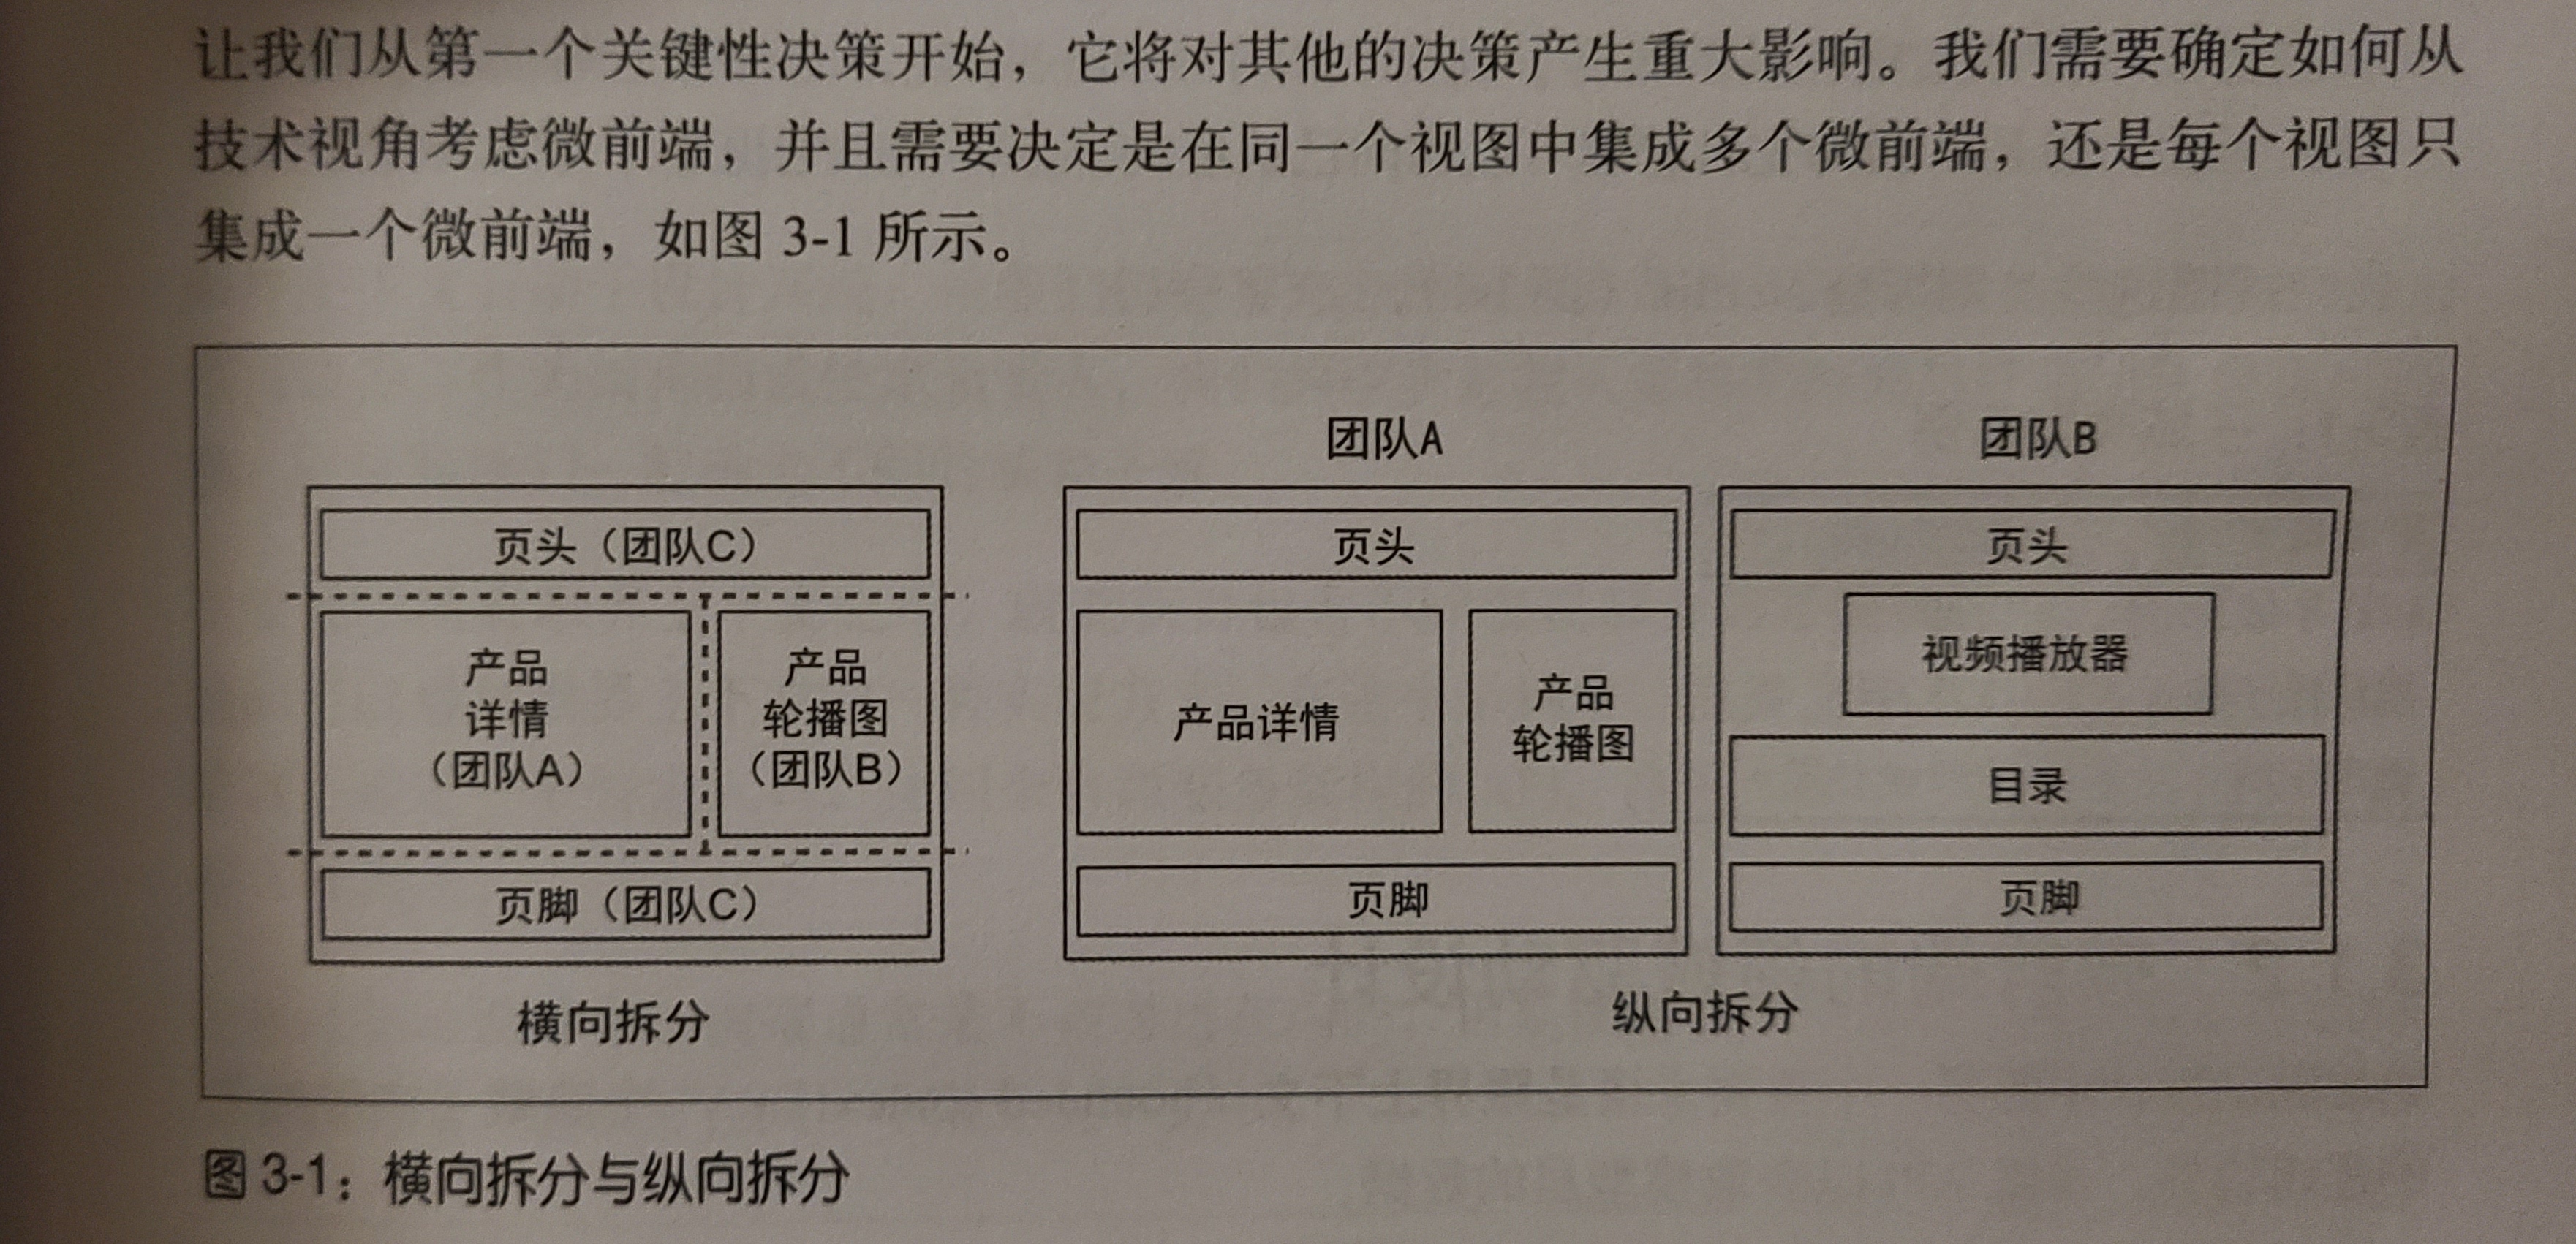 让我们从第一个关键性决策开始，它将对其他的决策产生重大影响。我们需要确定如何从
技术视角考虑微前端，并且需要决定是在同一个视图中集成多个微前端，还是每个视图只
集成一个微前端，如图 3-1 所示。
页头（团队C）
产品
详情
（团队A）
产品
轮播图
（团队B）
页脚（团队C）
横向拆分
团队A
页头
产品详情
产品
轮播图
页脚
团队B
页头
视频播放器
目录
页脚
纵向拆分
图 3-1：横向拆分与纵向拆分